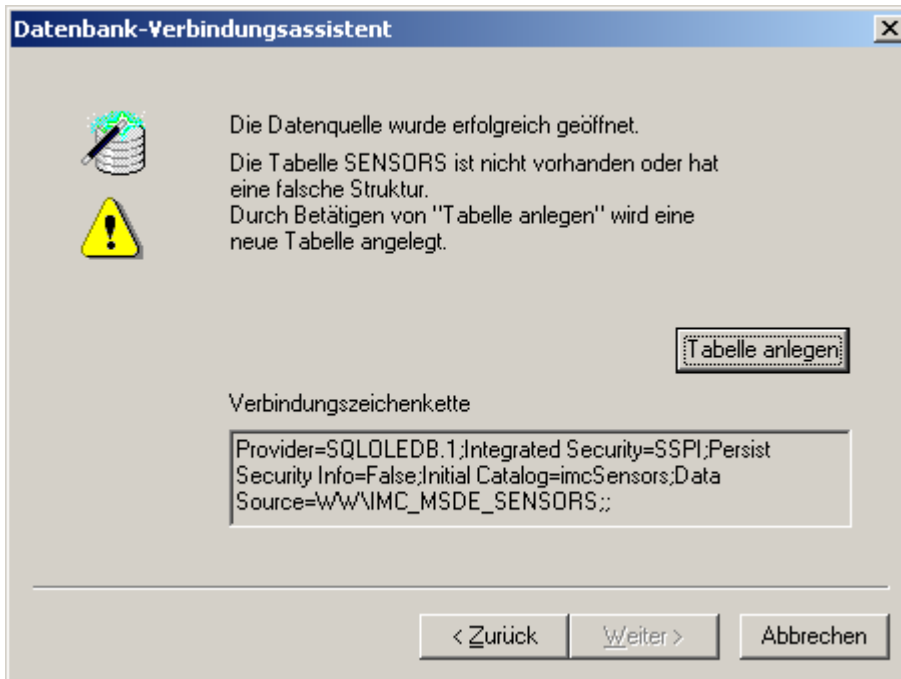 Datenbank-Verbindungsassistent
Die Datenquelle wurde erfolgreich geöffnet.
Die Tabelle SENSORS ist nicht vorhanden oder hat
eine falsche Struktur.
Durch Betätigen von "Tabelle anlegen" wird eine
neue Tabelle angelegt.
Tabelle anlegen
Verbindungszeichenkette
Provider=SQLOLEDB.1;Integrated Security=SSPI;Persist
Security Info=False;Initial Catalog=imcSensors;Data
Source=WW\IMC_MSDE_SENSORS;;
< Zurück
Weiter >
Abbrechen